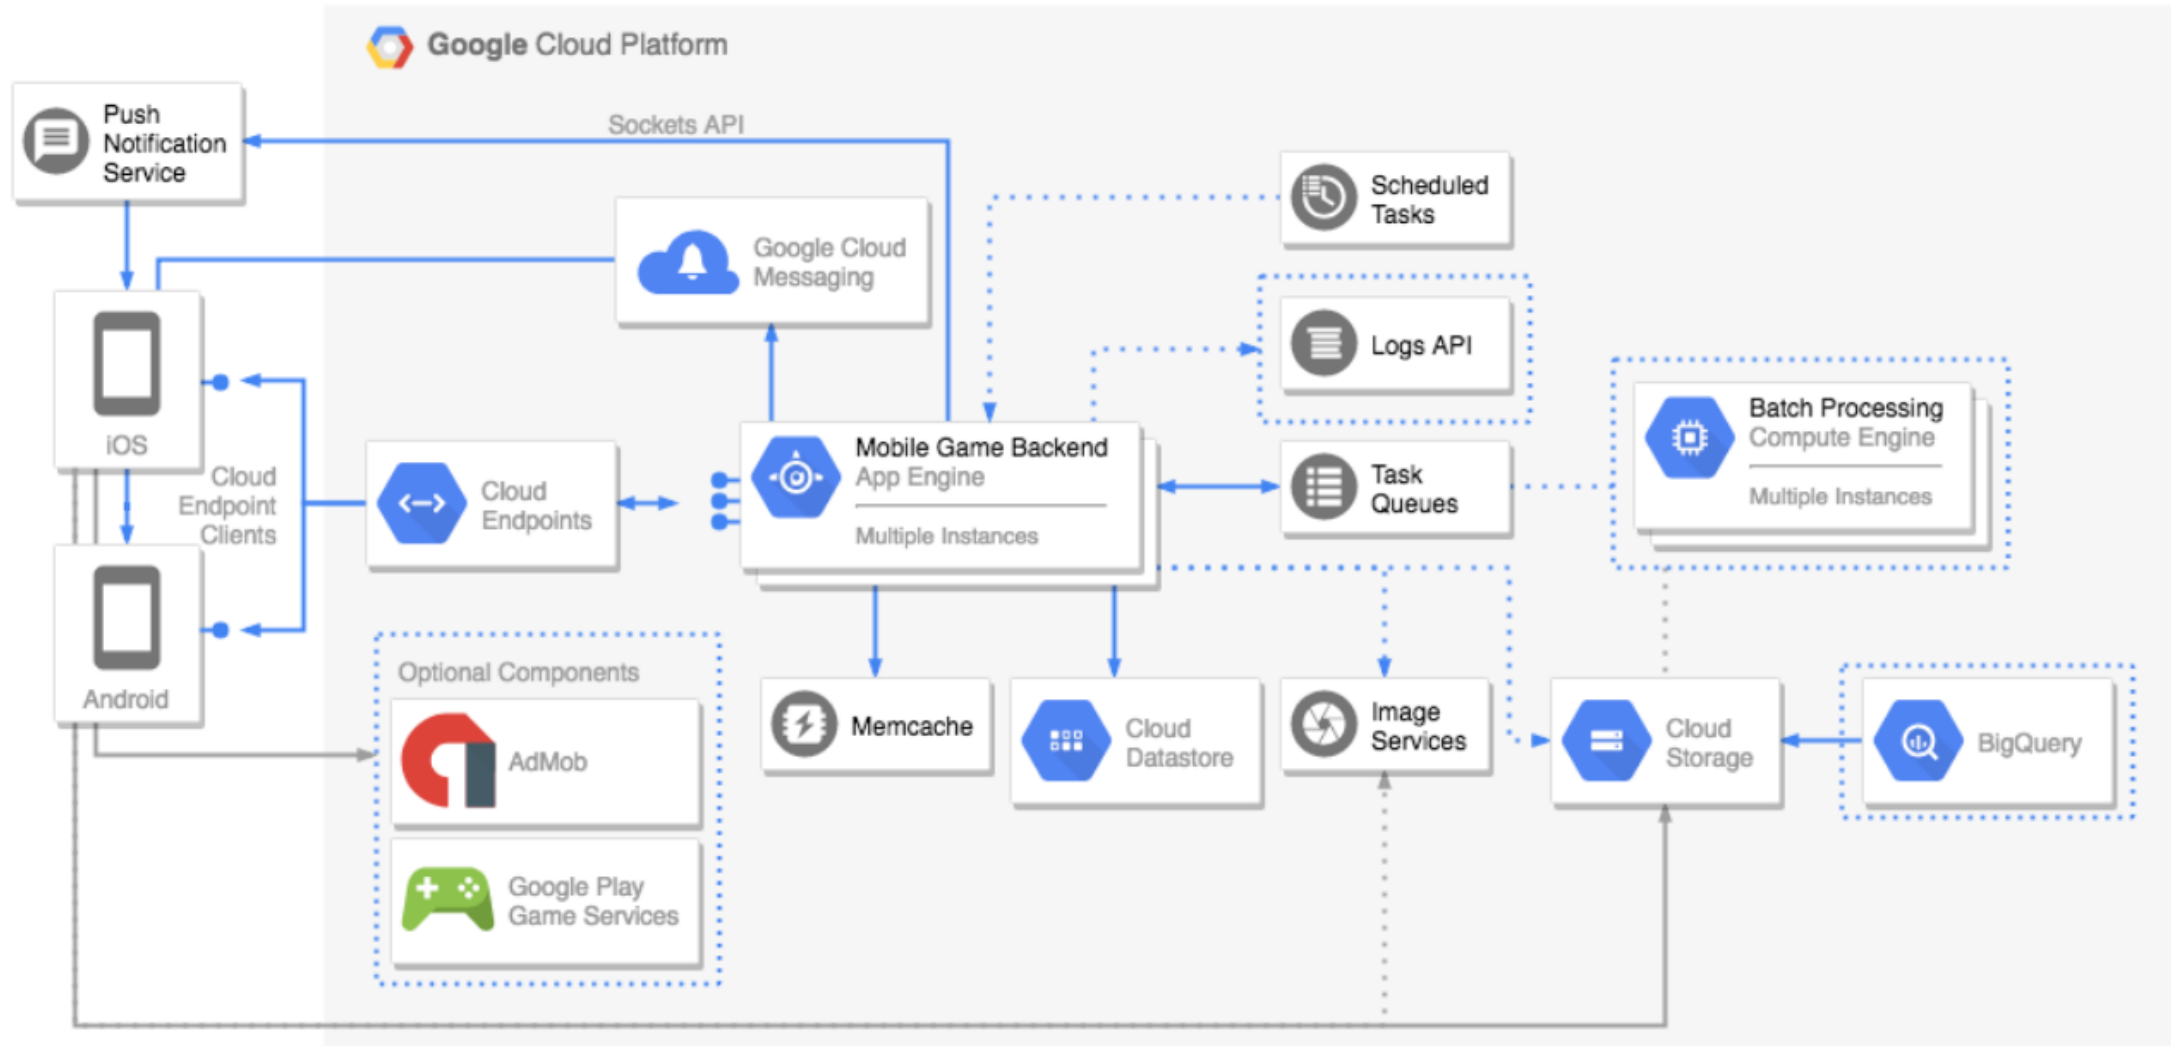 Google Cloud Platform
Push
Notification
Service
Sockets API
Scheduled
Tasks
Google Cloud
Messaging
Logs API
iOS
Cloud
Endpoint
Clients
Cloud
Endpoints
Mobile Game Backend
App Engine
Multiple Instances
Task
Queues
Batch Processing
Compute Engine
Multiple Instances
Android
Optional Components
AdMob
Google Play
Game Services
Memcache
Cloud
Datastore
Image
Services
Cloud
Storage
BigQuery